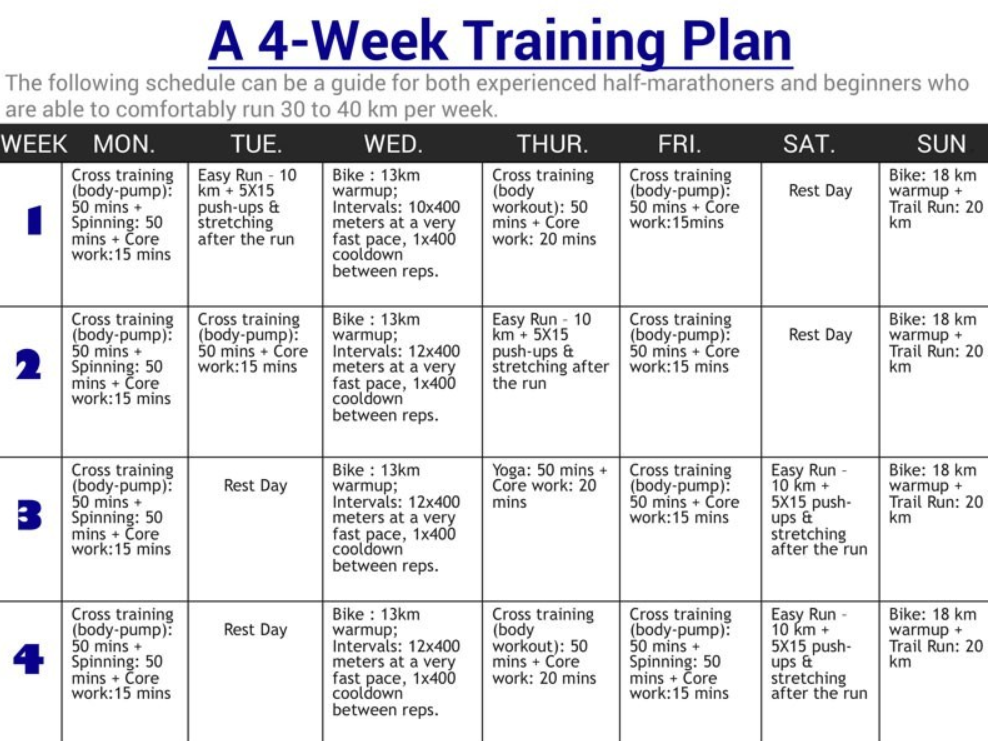 A 4-Week Training Plan
The following schedule can be a guide for both experienced half-marathoners and beginners who
are able to comfortably run 30 to 40 km per week.
WEEK MON. TUE. WED. THUR. FRI. SAT. SUN
1
Cross training
(body-pump):
50 mins +
Spinning: 50
mins + Core
work:15 mins
Easy Run - 10
km + 5X15
push-ups &
stretching
after the run
Bike : 13km
warmup;
Intervals: 10x400
meters at a very
fast pace, 1x400
cooldown
between reps.
Cross training
(body
workout): 50
mins + Core
work: 20 mins
Cross training
(body-pump):
50 mins + Core
work:15mins
Rest Day
Bike: 18 km
warmup +
Trail Run: 20
km
2
Cross training
(body-pump):
50 mins +
Spinning: 50
mins + Core
work:15 mins
Cross training
(body-pump):
50 mins + Core
work:15 mins
Bike : 13km
warmup;
Intervals: 12x400
meters at a very
fast pace, 1x400
cooldown
between reps.
Easy Run - 10
km + 5X15
push-ups &
stretching after
the run
Cross training
(body-pump):
50 mins + Core
work:15 mins
Rest Day
Bike: 18 km
warmup +
Trail Run: 20
km
3
Cross training
(body-pump):
50 mins +
Spinning: 50
mins + Core
work:15 mins
Rest Day
Bike : 13km
warmup;
Intervals: 12x400
meters at a very
fast pace, 1x400
cooldown
between reps.
Yoga: 50 mins +
Core work: 20
mins
Cross training
(body-pump):
50 mins + Core
work:15 mins
Easy Run -
10 km +
5X15 push-
ups &
stretching
after the run
Bike: 18 km
warmup +
Trail Run: 20
km
4
Cross training
(body-pump):
50 mins +
Spinning: 50
mins + Core
work:15 mins
Rest Day
Bike : 13km
warmup;
Intervals: 12x400
meters at a very
fast pace, 1x400
cooldown
between reps.
Cross training
(body
workout): 50
mins + Core
work: 20 mins
Cross training
(body-pump):
50 mins +
Spinning: 50
mins + Core
work:15 mins
Easy Run -
10 km +
5X15 push-
ups &
stretching
after the run
Bike: 18 km
warmup +
Trail Run: 20
km